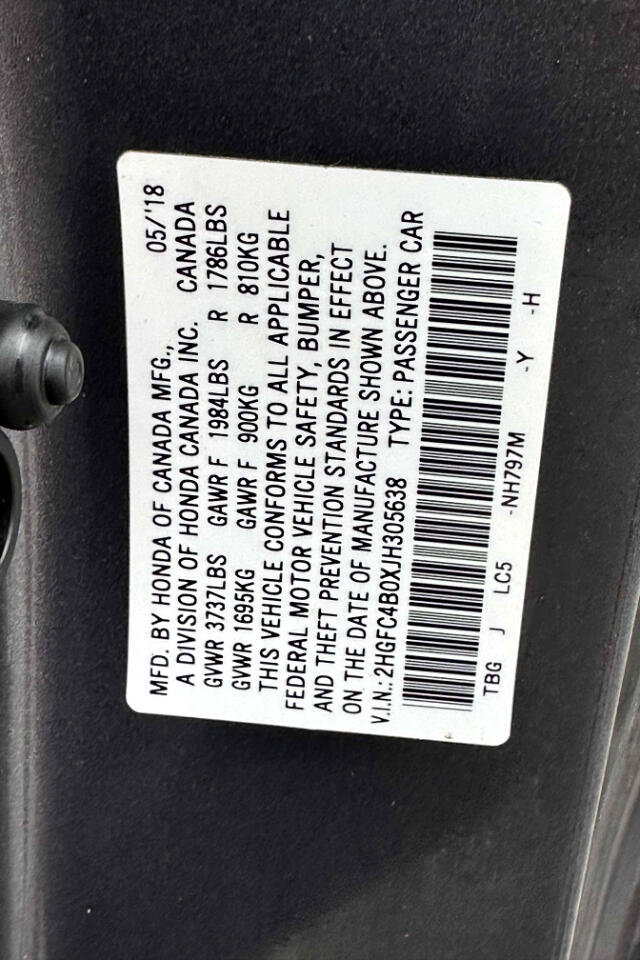 MFD. BY HONDA OF CANADA MFG., 05/'18
A DIVISION OF HONDA CANADA INC. CANADA
GVWR 3737LBS GAWR F 1984LBS R 1786LBS
GVWR 1695KG GAWR F 900KG R 810KG
THIS VEHICLE CONFORMS TO ALL APPLICABLE
FEDERAL MOTOR VEHICLE SAFETY, BUMPER,
AND THEFT PREVENTION STANDARDS IN EFFECT
ON THE DATE OF MANUFACTURE SHOWN ABOVE.
V.I.N.: 2HGFC4B0XJH305638 TYPE: PASSENGER CAR
TBG J LC5 -NH797M -Y -H